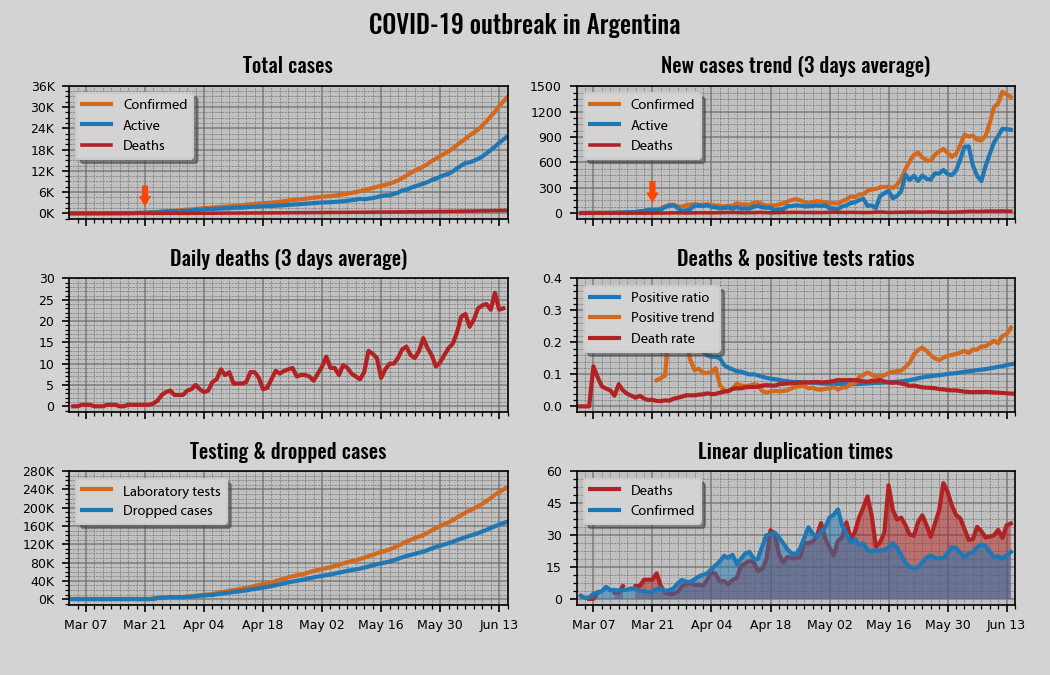 COVID-19 outbreak in Argentina
Total cases
36K
30K
24K
18K
12K
6K
0K
Confirmed
Active
Deaths
New cases trend (3 days average)
1500
1200
900
600
300
0
Confirmed
Active
Deaths
Daily deaths (3 days average)
30
25
20
15
10
5
0
Deaths & positive tests ratios
0.4
0.3
0.2
0.1
0.0
Positive ratio
Positive trend
Death rate
Testing & dropped cases
280K
240K
200K
160K
120K
80K
40K
0K
Laboratory tests
Dropped cases
Mar 07 Mar 21 Apr 04 Apr 18 May 02 May 16 May 30 Jun 13
Linear duplication times
60
45
30
15
0
Deaths
Confirmed
Mar 07 Mar 21 Apr 04 Apr 18 May 02 May 16 May 30 Jun 13